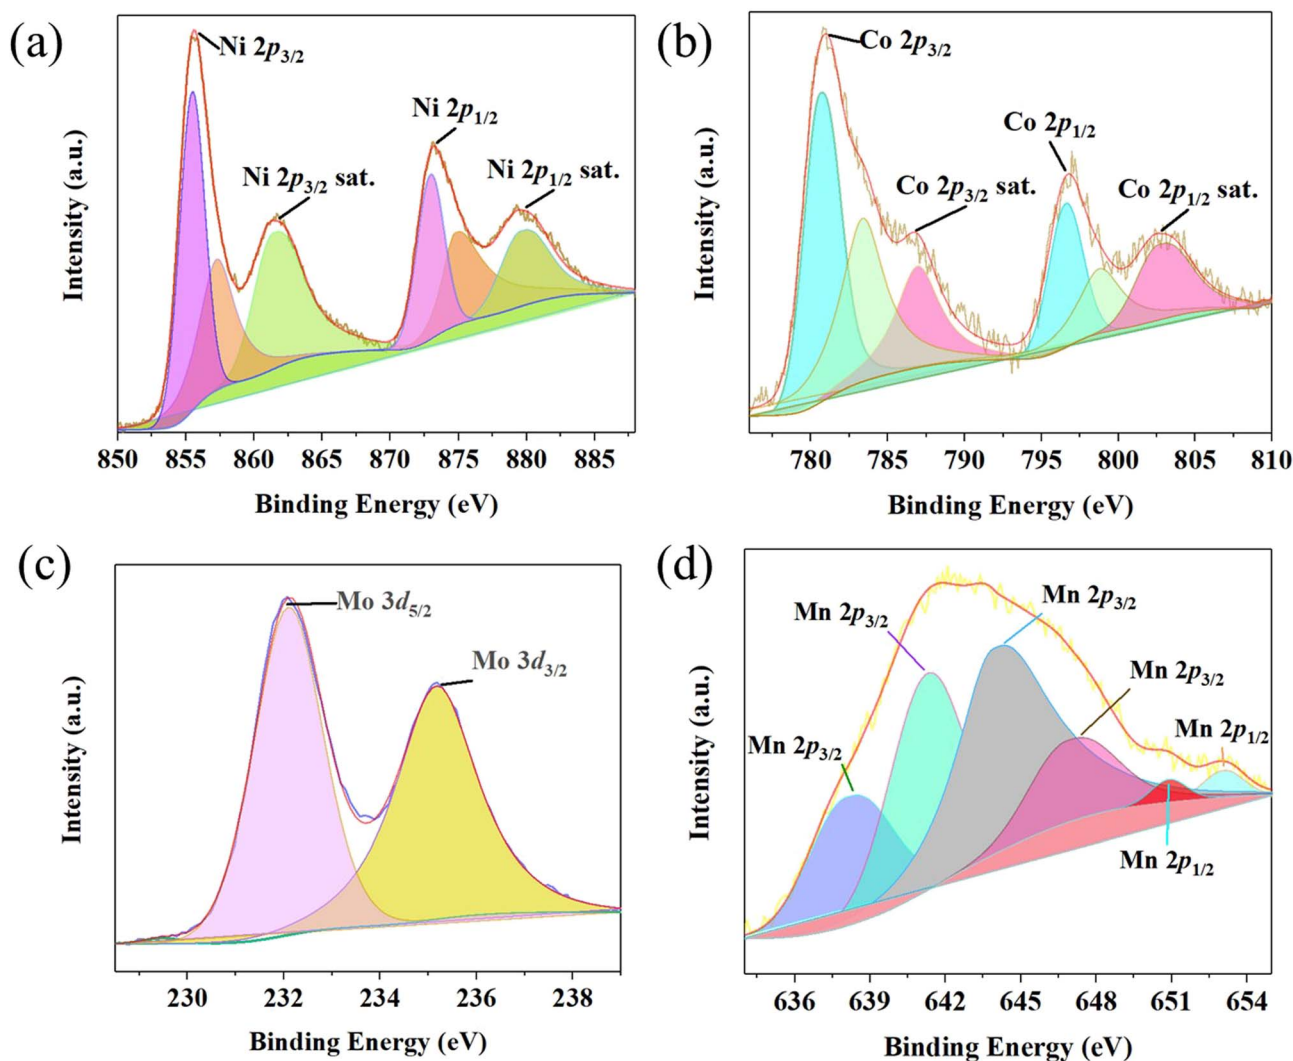 (a)
Ni 2p3/2
Ni 2p3/2 sat.
Ni 2p1/2
Ni 2p1/2 sat.
Intensity (a.u.)
850 855 860 865 870 875 880 885
Binding Energy (eV)
(b)
Co 2p3/2
Co 2p3/2 sat.
Co 2p1/2
Co 2p1/2 sat.
Intensity (a.u.)
780 785 790 795 800 805 810
Binding Energy (eV)
(c)
Mo 3d5/2
Mo 3d3/2
Intensity (a.u.)
230 232 234 236 238
Binding Energy (eV)
(d)
Mn 2p3/2
Mn 2p3/2
Mn 2p3/2
Mn 2p3/2
Mn 2p1/2
Mn 2p1/2
Intensity (a.u.)
636 639 642 645 648 651 654
Binding Energy (eV)